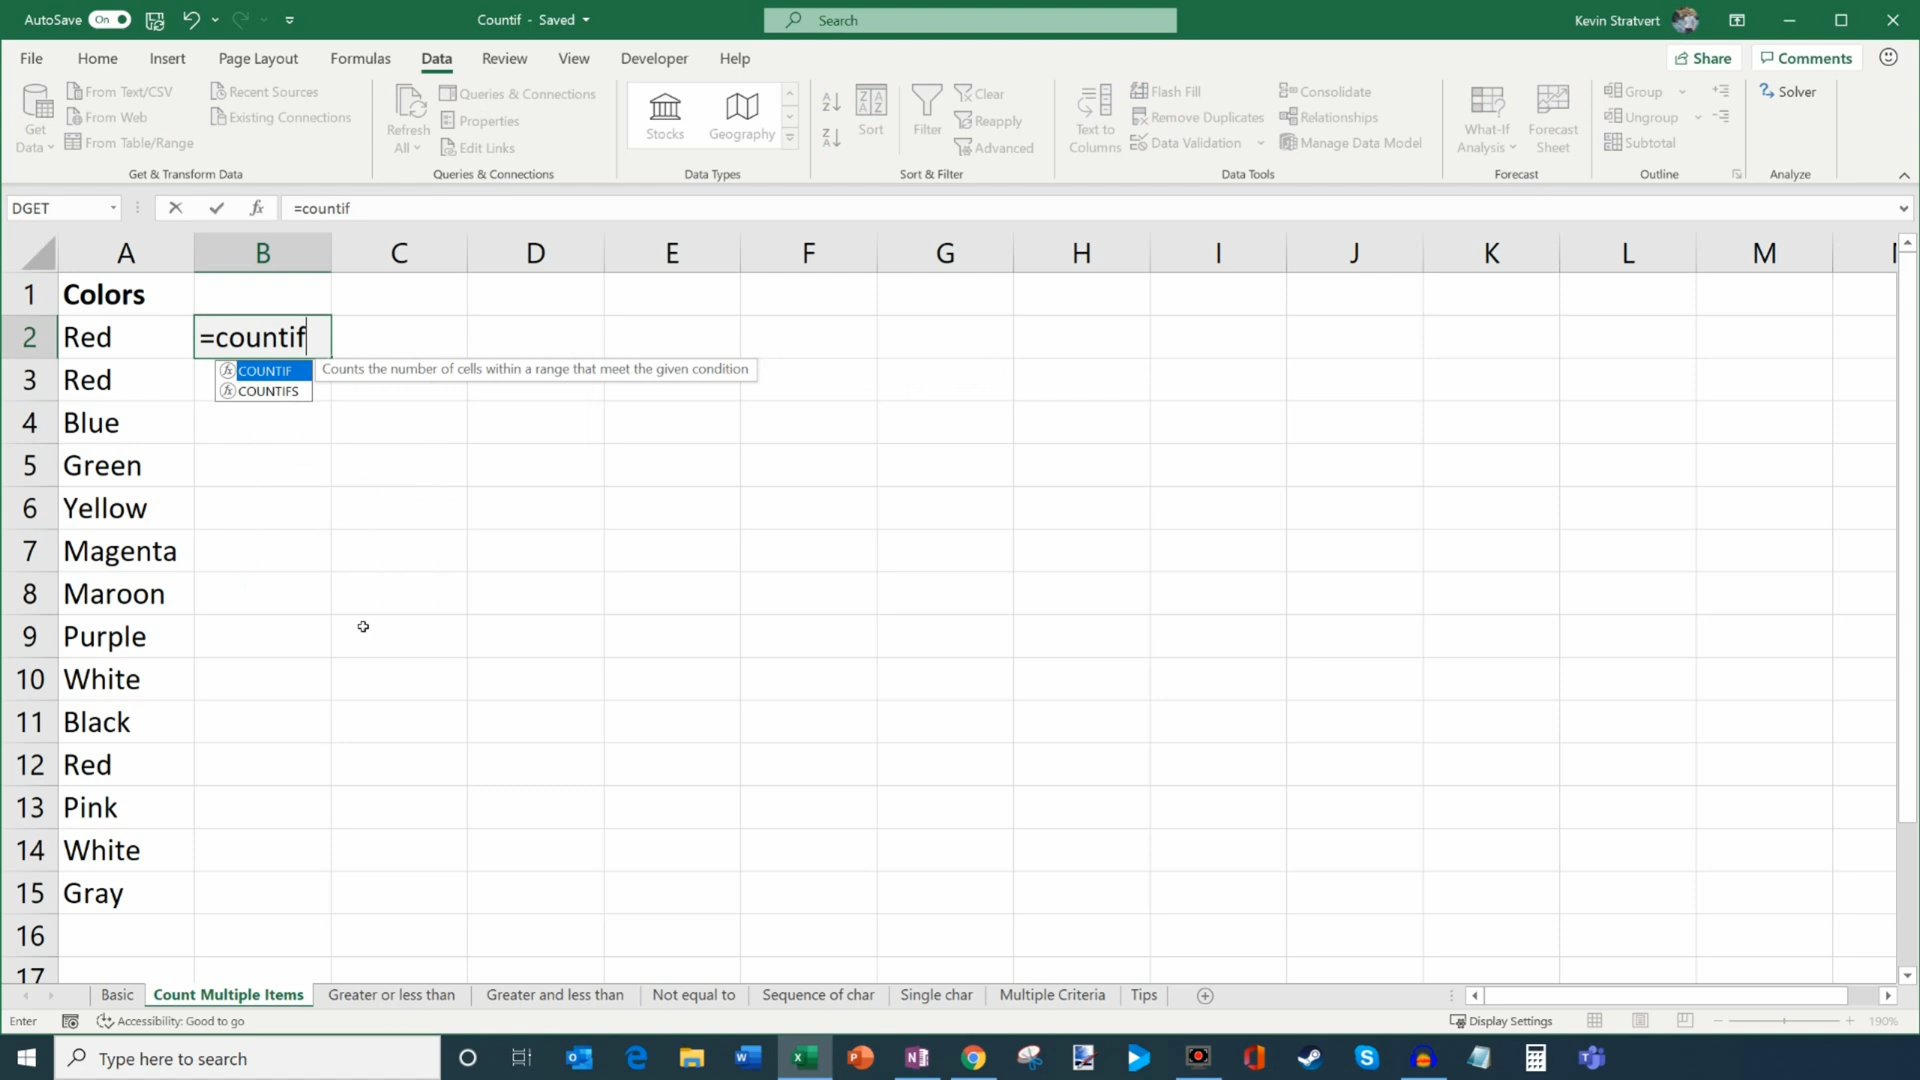 AutoSave On
Countif - Saved
Search
Kevin Stratvert
File Home Insert Page Layout Formulas Data Review View Developer Help
Share Comments
Get Data
From Text/CSV
From Web
From Table/Range
Recent Sources
Existing Connections
Get & Transform Data
Refresh All
Queries & Connections
Properties
Edit Links
Queries & Connections
Stocks
Geography
Data Types
Sort
Filter
Clear
Reapply
Advanced
Sort & Filter
Text to Columns
Flash Fill
Remove Duplicates
Data Validation
Consolidate
Relationships
Manage Data Model
Data Tools
What-If Analysis
Forecast Sheet
Forecast
Group
Ungroup
Subtotal
Outline
Solver
Analyze
DGET
fx
=countif
A B C D E F G H I J K L M
1 Colors
2 Red =countif
COUNTIF Counts the number of cells within a range that meet the given condition
3 Red
COUNTIFS
4 Blue
5 Green
6 Yellow
7 Magenta
8 Maroon
9 Purple
10 White
11 Black
12 Red
13 Pink
14 White
15 Gray
16
17
Basic Count Multiple Items Greater or less than Greater and less than Not equal to Sequence of char Single char Multiple Criteria Tips
Enter
Accessibility: Good to go
Display Settings
190%
Type here to search